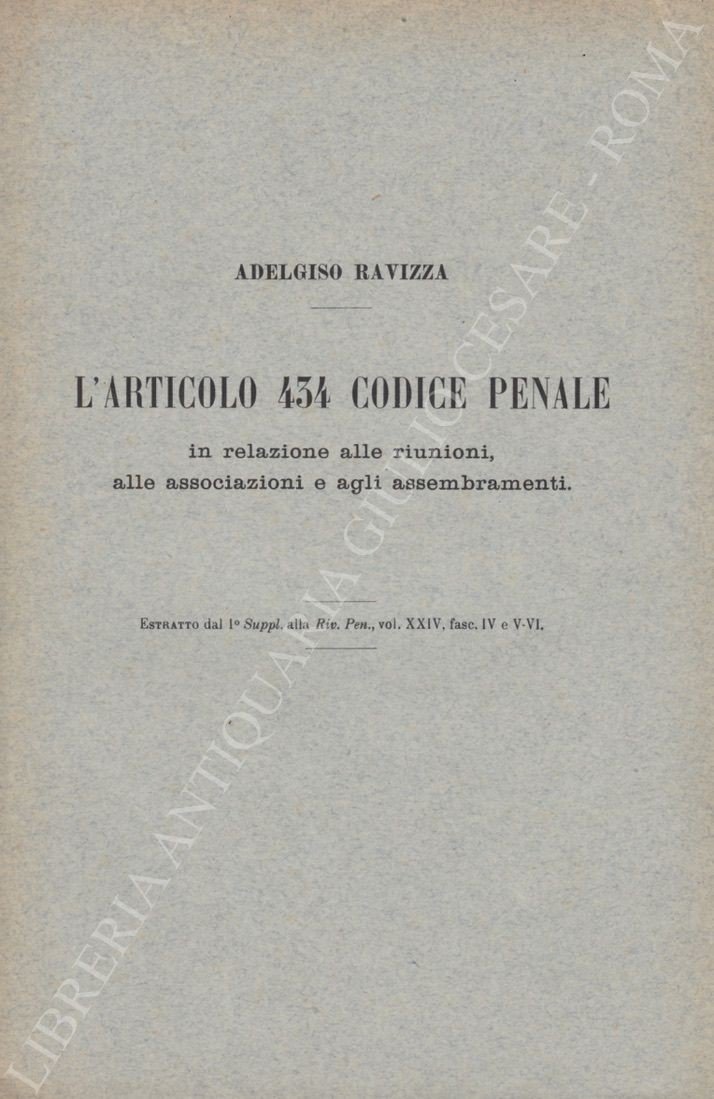 ADELGISO RAVIZZA
L'ARTICOLO 434 CODICE PENALE
in relazione alle riunioni,
alle associazioni e agli assembramenti.
ESTRATTO dal 1º Suppl. alla Riv. Pen., vol. XXIV, fasc. IV e V-VI.
LIBRERIA ANTIQUARIA GIULIO CESARE - ROMA